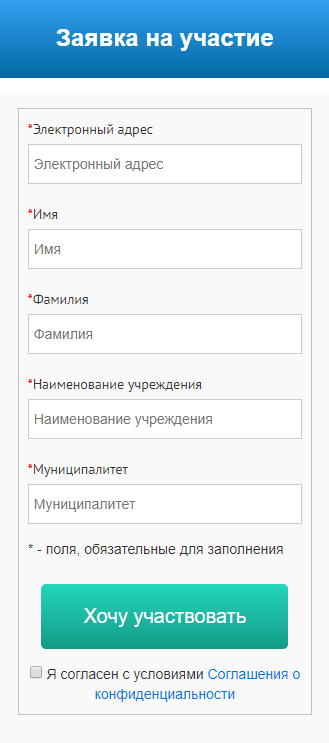 Заявка на участие
*Электронный адрес
Электронный адрес
*Имя
Имя
*Фамилия
Фамилия
*Наименование учреждения
Наименование учреждения
*Муниципалитет
Муниципалитет
* - поля, обязательные для заполнения
Хочу участвовать
Я согласен с условиями Соглашения о
конфиденциальности